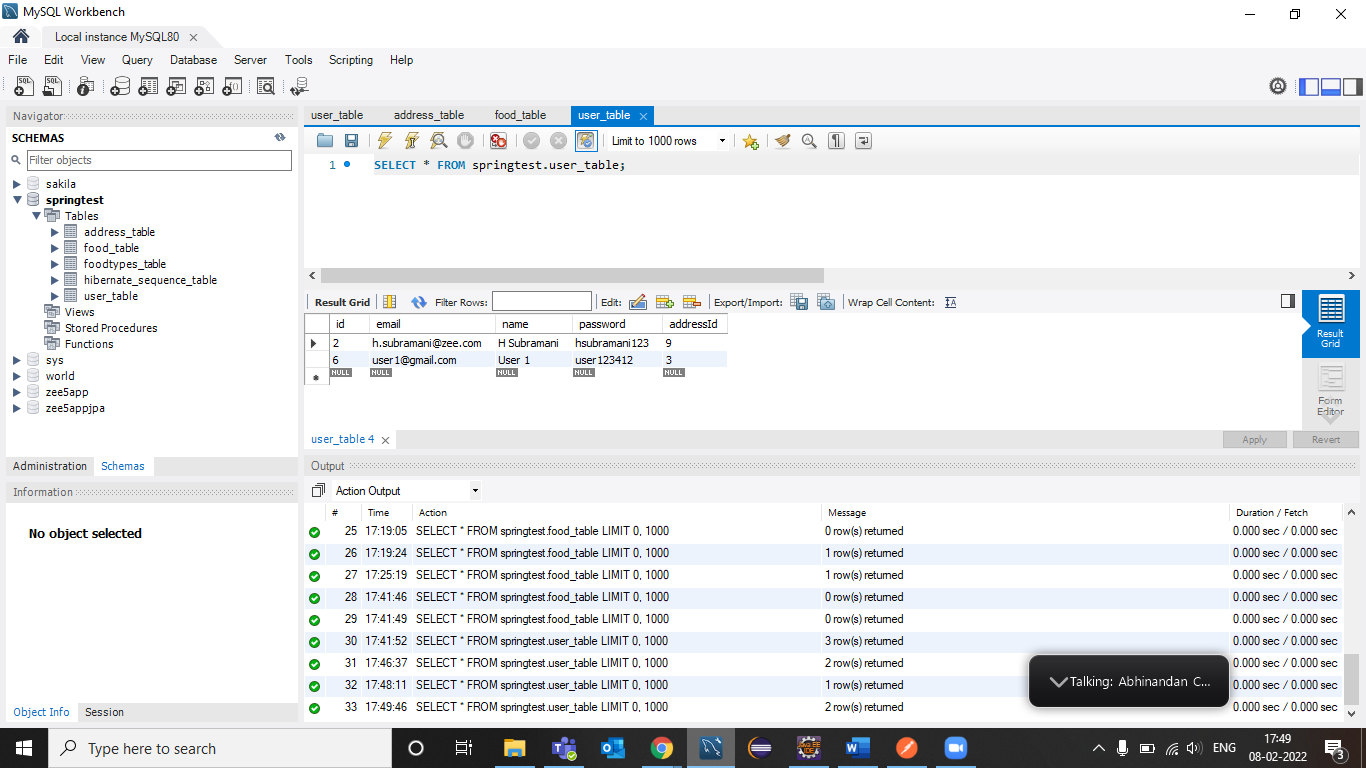 MySQL Workbench
Local instance MySQL80
File Edit View Query Database Server Tools Scripting Help
Navigator
SCHEMAS
Filter objects
sakila
springtest
Tables
address_table
food_table
foodtypes_table
hibernate_sequence_table
user_table
Views
Stored Procedures
Functions
sys
world
zee5app
zee5appjpa
Administration Schemas
Information
No object selected
Object Info Session
user_table address_table food_table user_table
Limit to 1000 rows
1 SELECT * FROM springtest.user_table;
Result Grid Filter Rows: Edit: Export/Import: Wrap Cell Content:
id email name password addressId
2 h.subramani@zee.com H Subramani hsubramani123 9
6 user1@gmail.com User 1 user123412 3
NULL NULL NULL NULL NULL
Result Grid
Form Editor
user_table 4
Apply Revert
Output
Action Output
# Time Action Message Duration / Fetch
25 17:19:05 SELECT * FROM springtest.food_table LIMIT 0, 1000 0 row(s) returned 0.000 sec / 0.000 sec
26 17:19:24 SELECT * FROM springtest.food_table LIMIT 0, 1000 1 row(s) returned 0.000 sec / 0.000 sec
27 17:25:19 SELECT * FROM springtest.food_table LIMIT 0, 1000 1 row(s) returned 0.000 sec / 0.000 sec
28 17:41:46 SELECT * FROM springtest.food_table LIMIT 0, 1000 0 row(s) returned 0.000 sec / 0.000 sec
29 17:41:49 SELECT * FROM springtest.food_table LIMIT 0, 1000 0 row(s) returned 0.000 sec / 0.000 sec
30 17:41:52 SELECT * FROM springtest.user_table LIMIT 0, 1000 3 row(s) returned 0.000 sec / 0.000 sec
31 17:46:37 SELECT * FROM springtest.user_table LIMIT 0, 1000 2 row(s) returned 0.000 sec / 0.000 sec
32 17:48:11 SELECT * FROM springtest.user_table LIMIT 0, 1000 1 row(s) returned 0.000 sec / 0.000 sec
33 17:49:46 SELECT * FROM springtest.user_table LIMIT 0, 1000 2 row(s) returned 0.000 sec / 0.000 sec
Talking: Abhinandan C...
Type here to search
ENG
17:49
08-02-2022
3